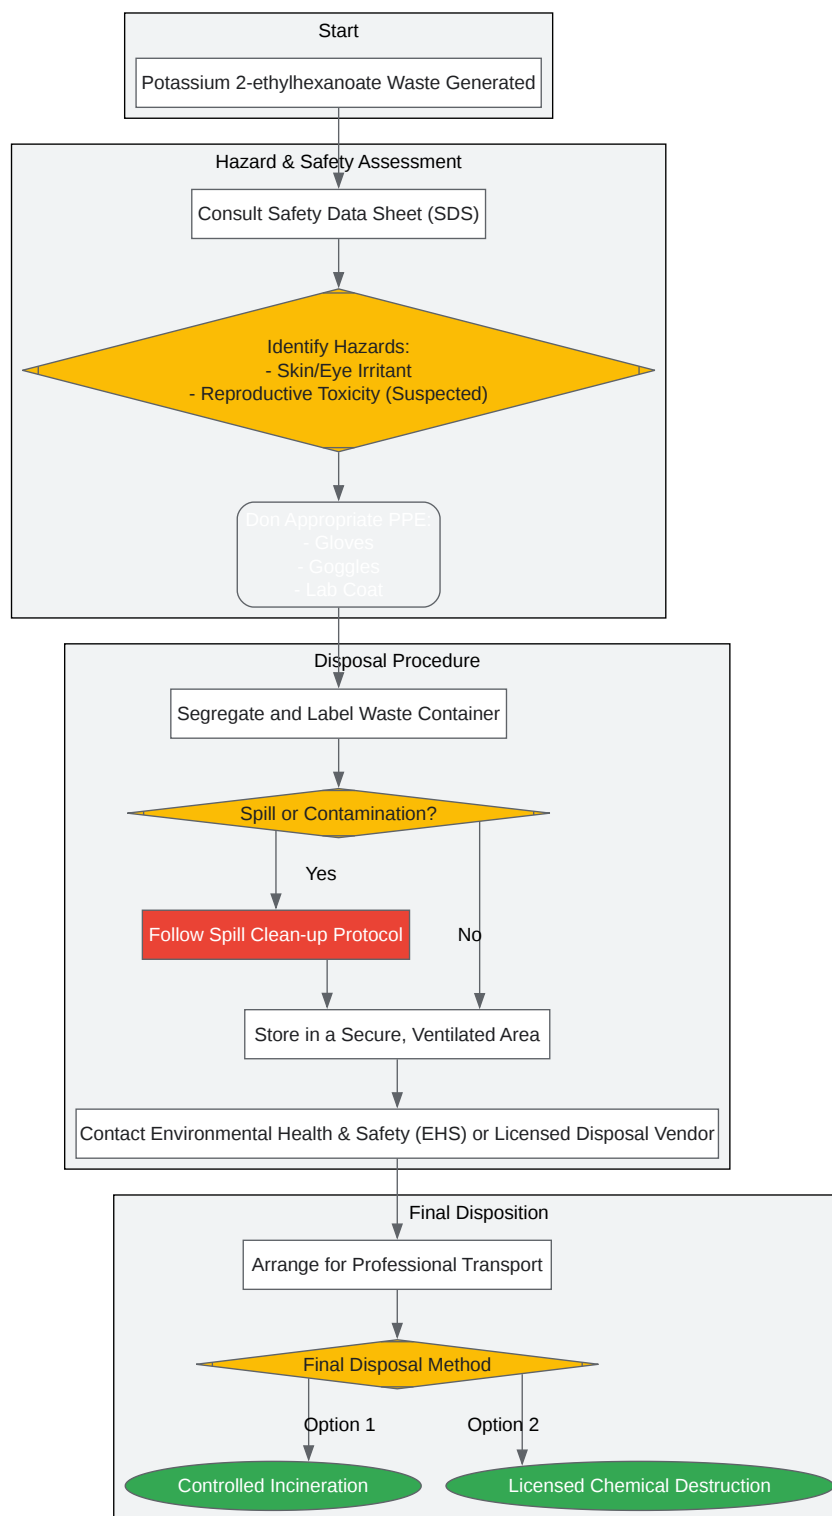 Start
Potassium 2-ethylhexanoate Waste Generated
Hazard & Safety Assessment
Consult Safety Data Sheet (SDS)
Identify Hazards:
- Skin/Eye Irritant
- Reproductive Toxicity (Suspected)
Don Appropriate PPE:
- Gloves
- Goggles
- Lab Coat
Disposal Procedure
Segregate and Label Waste Container
Spill or Contamination?
Yes
Follow Spill Clean-up Protocol
No
Store in a Secure, Ventilated Area
Contact Environmental Health & Safety (EHS) or Licensed Disposal Vendor
Final Disposition
Arrange for Professional Transport
Final Disposal Method
Option 1
Option 2
Controlled Incineration
Licensed Chemical Destruction